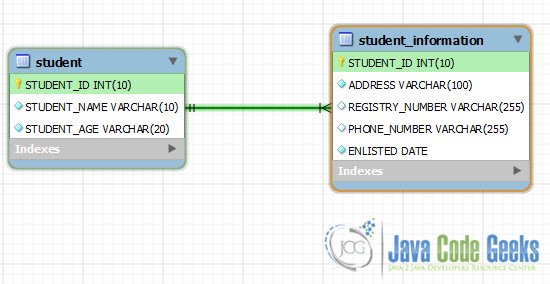 student
STUDENT_ID INT(10)
STUDENT_NAME VARCHAR(10)
STUDENT_AGE VARCHAR(20)
Indexes
student_information
STUDENT_ID INT(10)
ADDRESS VARCHAR(100)
REGISTRY_NUMBER VARCHAR(255)
PHONE_NUMBER VARCHAR(255)
ENLISTED DATE
Indexes
JCG
Java Code Geeks
JAVA 2 JAVA DEVELOPERS RESOURCE CENTER